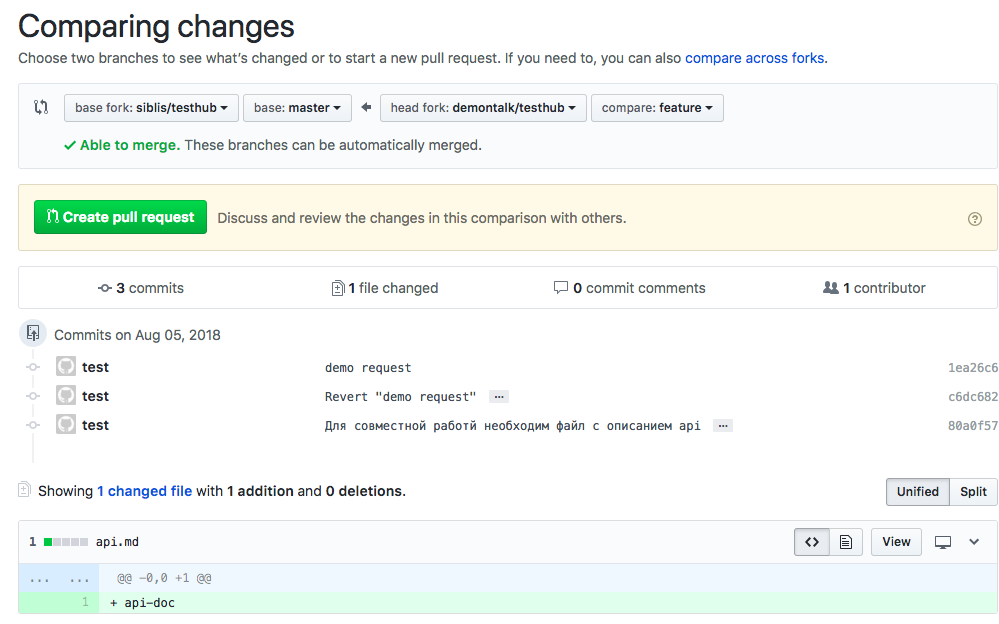 Comparing changes
Choose two branches to see what's changed or to start a new pull request. If you need to, you can also compare across forks.
base fork: siblis/testhub base: master head fork: demontalk/testhub compare: feature
Able to merge. These branches can be automatically merged.
Create pull request Discuss and review the changes in this comparison with others.
3 commits 1 file changed 0 commit comments 1 contributor
Commits on Aug 05, 2018
test demo request 1ea26c6
test Revert "demo request" ... c6dc682
test Для совместной работй необходим файл с описанием api ... 80a0f57
Showing 1 changed file with 1 addition and 0 deletions. Unified Split
1 api.md <> View
... ... @@ -0,0 +1 @@
1 + api-doc